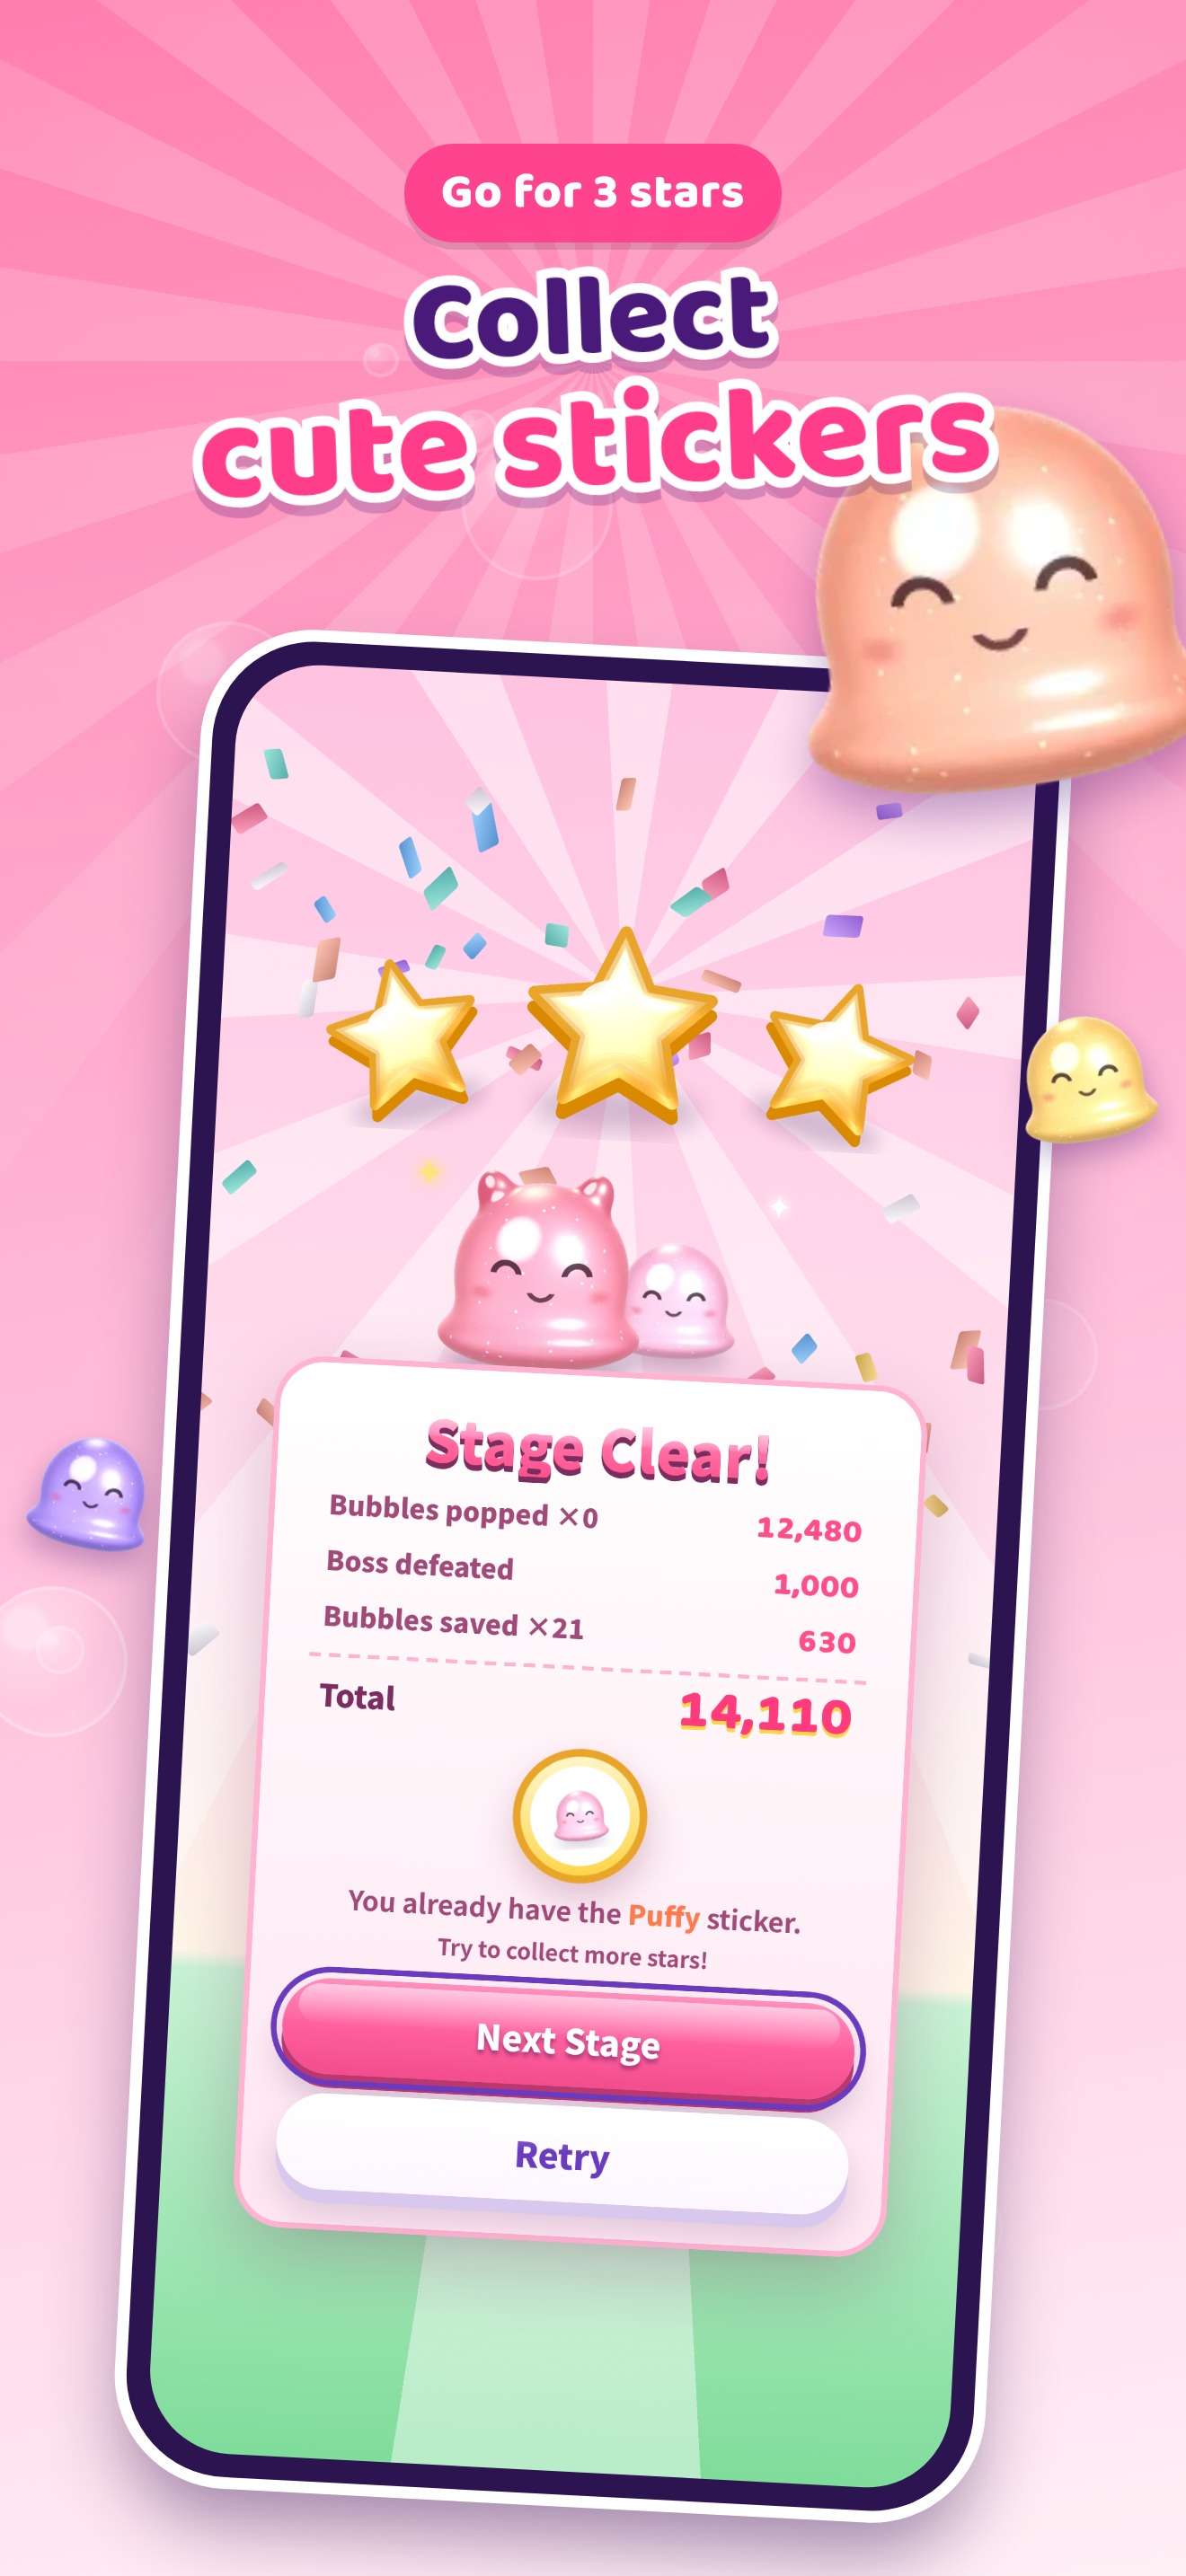 Go for 3 stars
Collect
cute stickers
Stage Clear!
Bubbles popped ×0 12,480
Boss defeated 1,000
Bubbles saved ×21 630
Total 14,110
You already have the Puffy sticker.
Try to collect more stars!
Next Stage
Retry